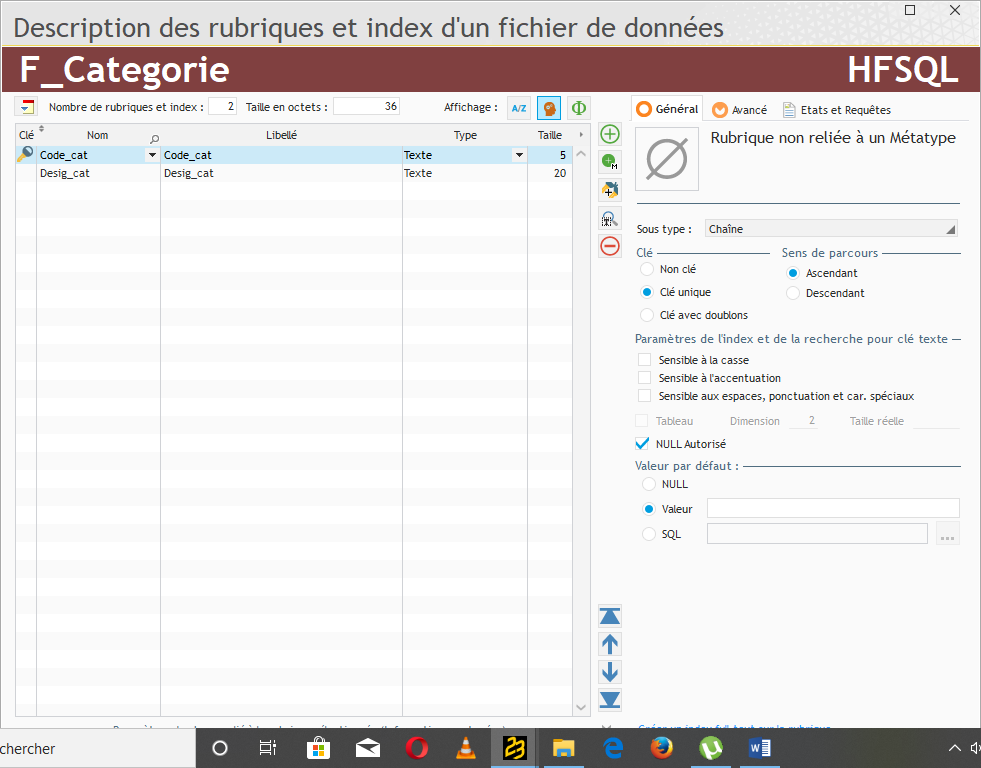 Description des rubriques et index d'un fichier de données
F_Categorie HFSQL
Nombre de rubriques et index : 2 Taille en octets : 36 Affichage : A/Z
Clé Nom Libellé Type Taille
Code_cat Code_cat Texte 5
Desig_cat Desig_cat Texte 20
M
Général Avancé Etats et Requêtes
Rubrique non reliée à un Métatype
Sous type : Chaîne
Clé Sens de parcours
Non clé Ascendant
Clé unique Descendant
Clé avec doublons
Paramètres de l'index et de la recherche pour clé texte
Sensible à la casse
Sensible à l'accentuation
Sensible aux espaces, ponctuation et car. spéciaux
Tableau Dimension 2 Taille réelle
NULL Autorisé
Valeur par défaut :
NULL
Valeur
SQL ...
chercher 23